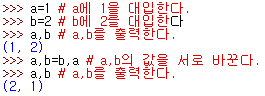 >>> a=1 # a에 1을 대입한다.
>>> b=2 # b에 2를 대입한다
>>> a,b # a,b를 출력한다.
(1, 2)
>>> a,b=b,a # a,b의 값을 서로 바꾼다.
>>> a,b # a,b를 출력한다.
(2, 1)